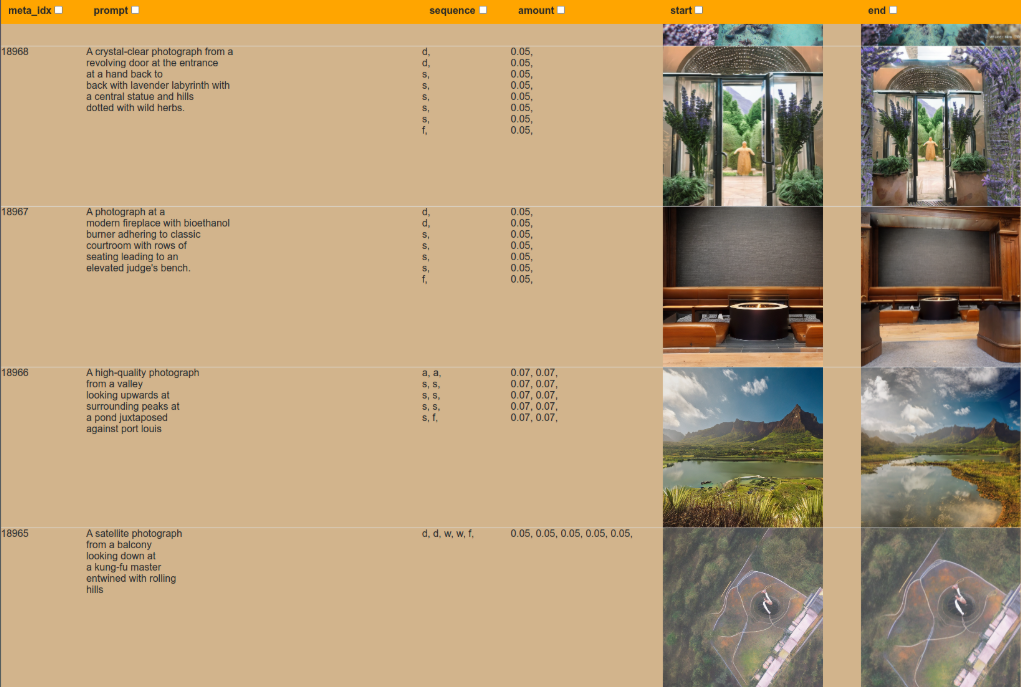 meta_idx prompt sequence amount start end
18968
A crystal-clear photograph from a
revolving door at the entrance
at a hand back to
back with lavender labyrinth with
a central statue and hills
dotted with wild herbs.
d,
d,
s,
s,
s,
s,
s,
f,
0.05,
0.05,
0.05,
0.05,
0.05,
0.05,
0.05,
0.05,
18967
A photograph at a
modern fireplace with bioethanol
burner adhering to classic
courtroom with rows of
seating leading to an
elevated judge's bench.
d,
d,
s,
s,
s,
s,
f,
0.05,
0.05,
0.05,
0.05,
0.05,
0.05,
0.05,
18966
A high-quality photograph
from a valley
looking upwards at
surrounding peaks at
a pond juxtaposed
against port louis
a, a,
s, s,
s, s,
s, s,
s, f,
0.07, 0.07,
0.07, 0.07,
0.07, 0.07,
0.07, 0.07,
0.07, 0.07,
18965
A satellite photograph
from a balcony
looking down at
a kung-fu master
entwined with rolling
hills
d, d, w, w, f,
0.05, 0.05, 0.05, 0.05, 0.05,